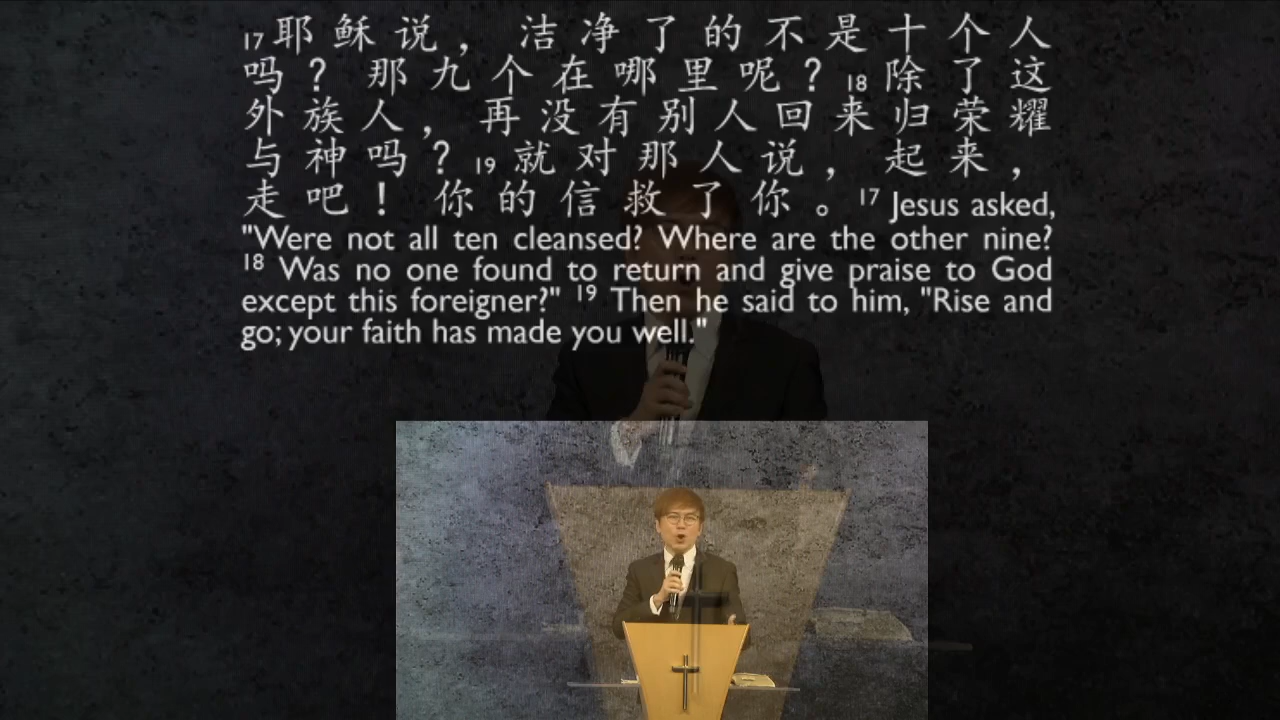 17耶稣说，洁净了的不是十个人
吗？那九个在哪里呢？18除了这
外族人，再没有别人回来归荣耀
与神吗？19就对那人说，起来，
走吧！你的信救了你。17 Jesus asked,
"Were not all ten cleansed? Where are the other nine?
18 Was no one found to return and give praise to God
except this foreigner?" 19 Then he said to him, "Rise and
go; your faith has made you well."